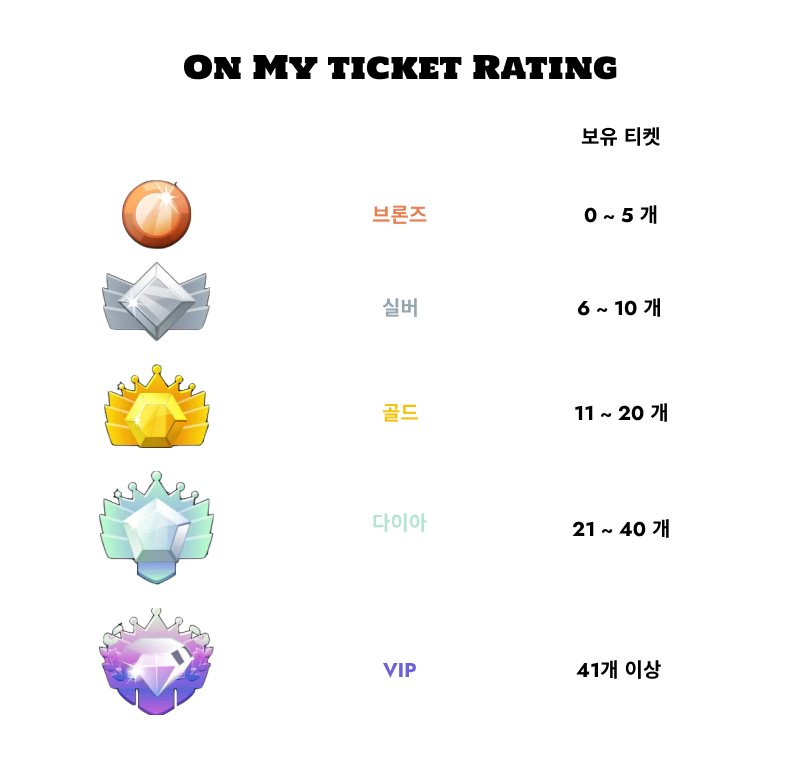 On My ticket Rating
보유 티켓
브론즈 0 ~ 5 개
실버 6 ~ 10 개
골드 11 ~ 20 개
다이아 21 ~ 40 개
VIP 41개 이상